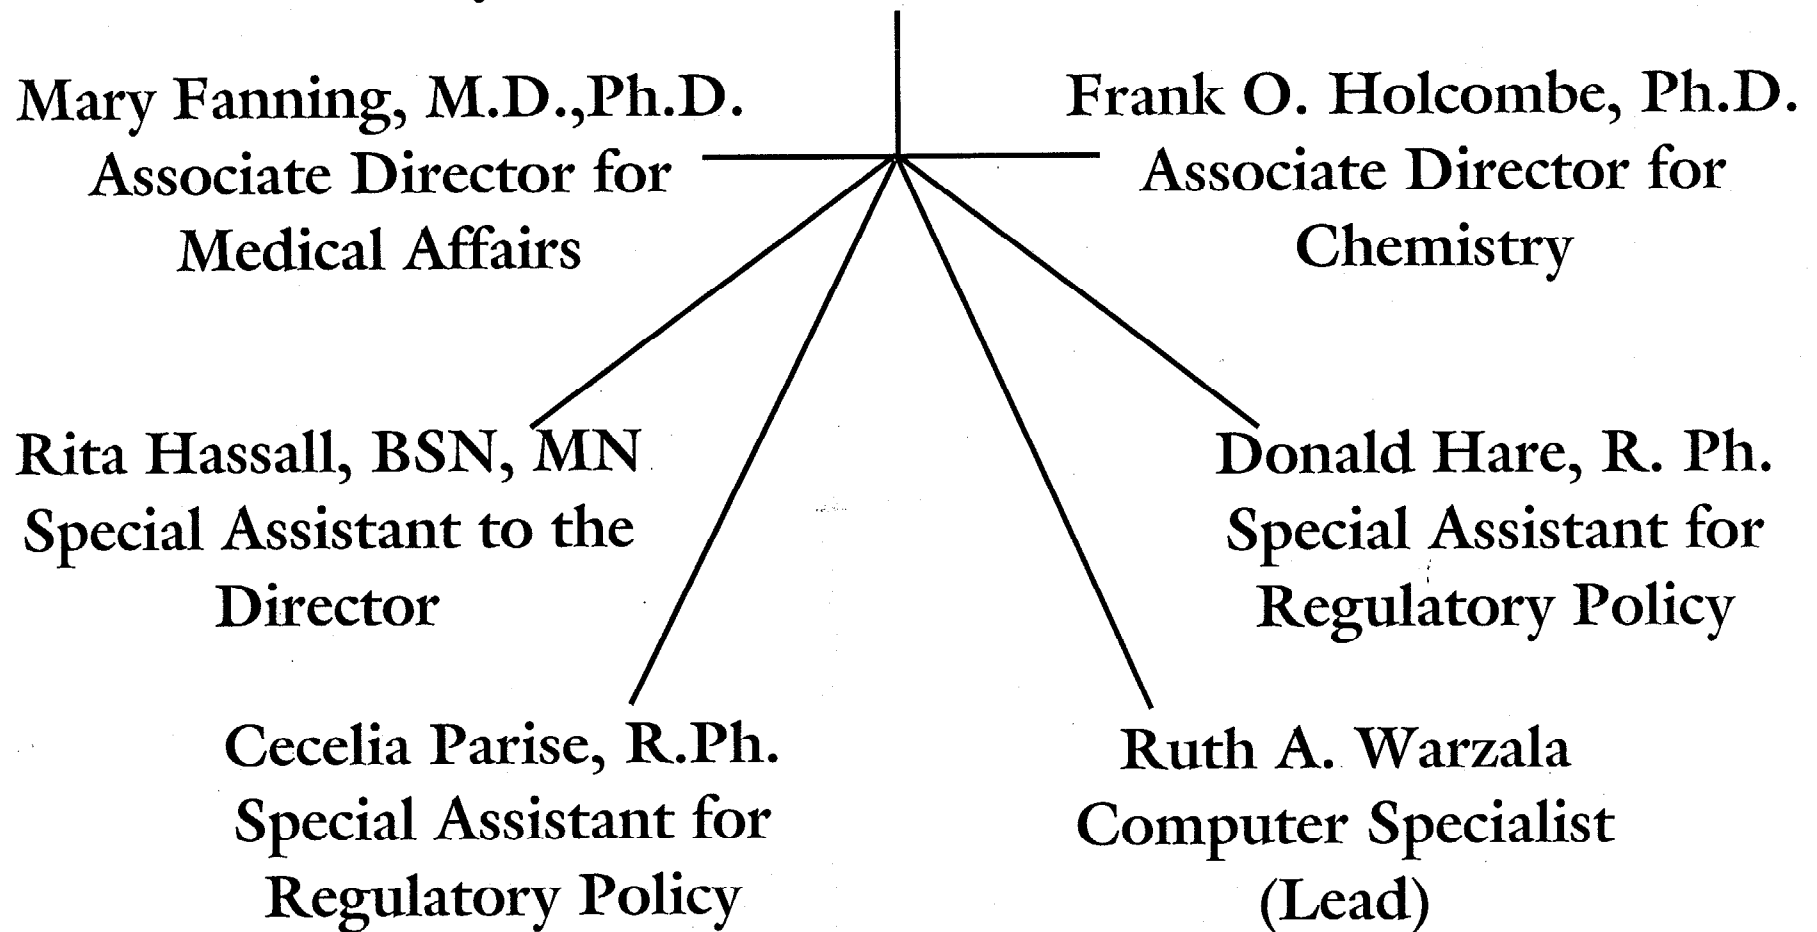 Mary Fanning, M.D.,Ph.D.
Associate Director for
Medical Affairs
Frank O. Holcombe, Ph.D.
Associate Director for
Chemistry
Rita Hassall, BSN, MN
Special Assistant to the
Director
Donald Hare, R. Ph.
Special Assistant for
Regulatory Policy
Cecelia Parise, R.Ph.
Special Assistant for
Regulatory Policy
Ruth A. Warzala
Computer Specialist
(Lead)